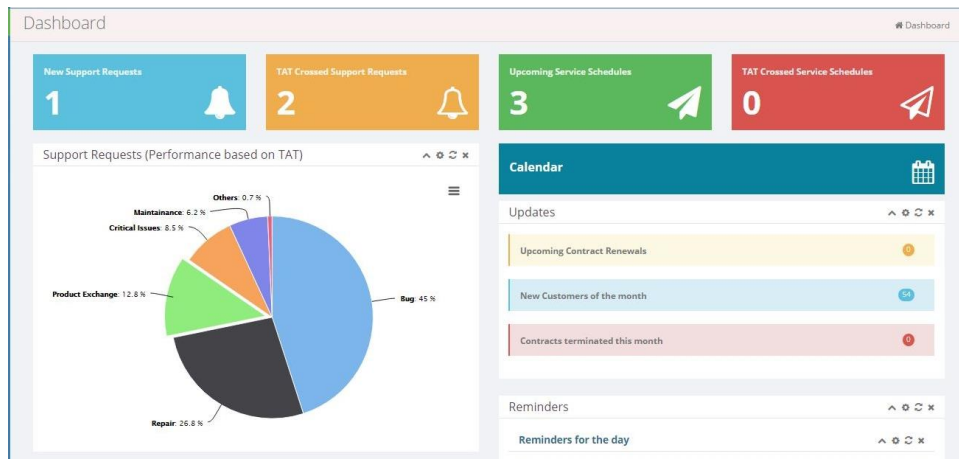 Dashboard
Dashboard
New Support Requests
1
TAT Crossed Support Requests
2
Upcoming Service Schedules
3
TAT Crossed Service Schedules
0
Support Requests (Performance based on TAT)
Others: 0.7 %
Maintainance: 6.2 %
Critical Issues: 8.5 %
Product Exchange: 12.8 %
Bug: 45 %
Repair: 26.8 %
Calendar
Updates
Upcoming Contract Renewals
0
New Customers of the month
54
Contracts terminated this month
0
Reminders
Reminders for the day